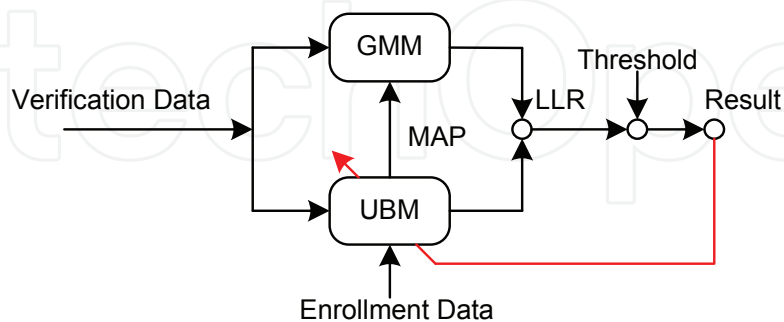 GMM
Threshold
Verification Data
LLR
Result
MAP
UBM
Enrollment Data